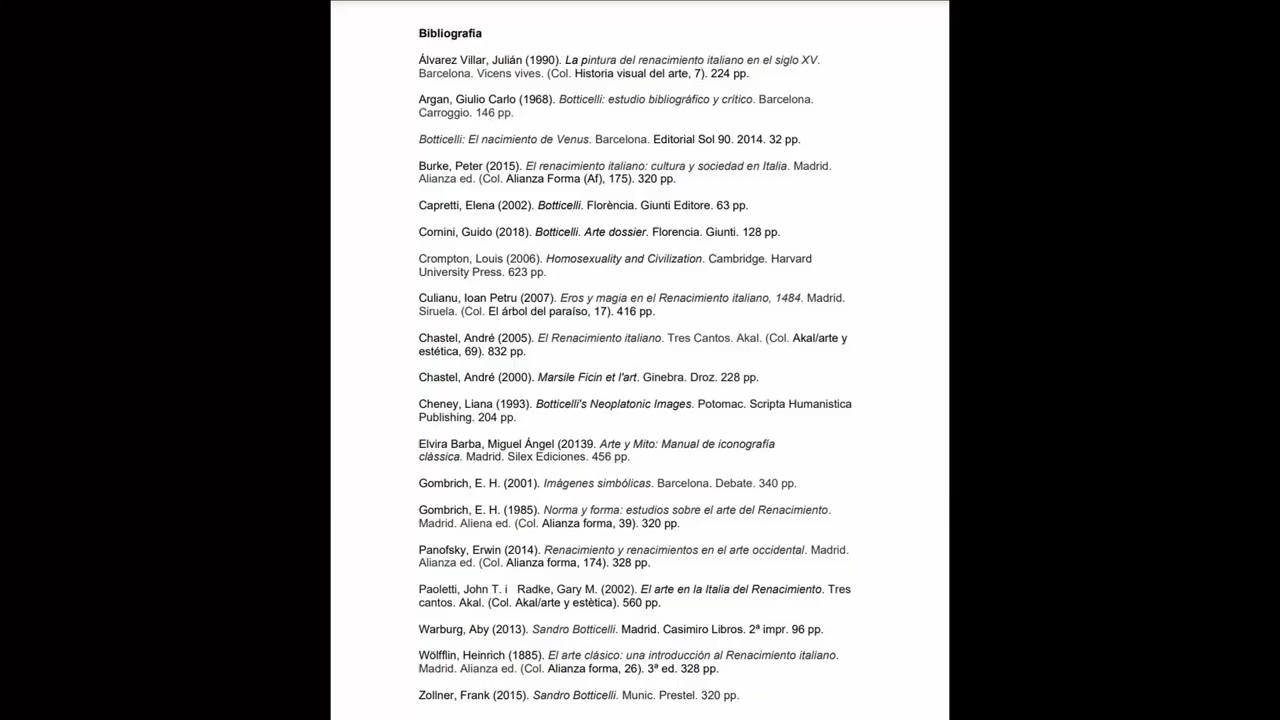 Bibliografia
Álvarez Villar, Julián (1990). La pintura del renacimiento italiano en el siglo XV.
Barcelona. Vicens vives. (Col. Historia visual del arte, 7). 224 pp.
Argan, Giulio Carlo (1968). Botticelli: estudio bibliográfico y crítico. Barcelona.
Carroggio. 146 pp.
Botticelli: El nacimiento de Venus. Barcelona. Editorial Sol 90. 2014. 32 pp.
Burke, Peter (2015). El renacimiento italiano: cultura y sociedad en Italia. Madrid.
Alianza ed. (Col. Alianza Forma (Af), 175). 320 pp.
Capretti, Elena (2002). Botticelli. Florència. Giunti Editore. 63 pp.
Cornini, Guido (2018). Botticelli. Arte dossier. Florencia. Giunti. 128 pp.
Crompton, Louis (2006). Homosexuality and Civilization. Cambridge. Harvard
University Press. 623 pp.
Culianu, Ioan Petru (2007). Eros y magia en el Renacimiento italiano, 1484. Madrid.
Siruela. (Col. El árbol del paraíso, 17). 416 pp.
Chastel, André (2005). El Renacimiento italiano. Tres Cantos. Akal. (Col. Akal/arte y
estética, 69). 832 pp.
Chastel, André (2000). Marsile Ficin et l'art. Ginebra. Droz. 228 pp.
Cheney, Liana (1993). Botticelli's Neoplatonic Images. Potomac. Scripta Humanistica
Publishing. 204 pp.
Elvira Barba, Miguel Ángel (20139. Arte y Mito: Manual de iconografía
clàssica. Madrid. Silex Ediciones. 456 pp.
Gombrich, E. H. (2001). Imágenes simbólicas. Barcelona. Debate. 340 pp.
Gombrich, E. H. (1985). Norma y forma: estudios sobre el arte del Renacimiento.
Madrid. Aliena ed. (Col. Alianza forma, 39). 320 pp.
Panofsky, Erwin (2014). Renacimiento y renacimientos en el arte occidental. Madrid.
Alianza ed. (Col. Alianza forma, 174). 328 pp.
Paoletti, John T. i Radke, Gary M. (2002). El arte en la Italia del Renacimiento. Tres
cantos. Akal. (Col. Akal/arte y estètica). 560 pp.
Warburg, Aby (2013). Sandro Botticelli. Madrid. Casimiro Libros. 2ª impr. 96 pp.
Wölfflin, Heinrich (1885). El arte clásico: una introducción al Renacimiento italiano.
Madrid. Alianza ed. (Col. Alianza forma, 26). 3ª ed. 328 pp.
Zollner, Frank (2015). Sandro Botticelli. Munic. Prestel. 320 pp.